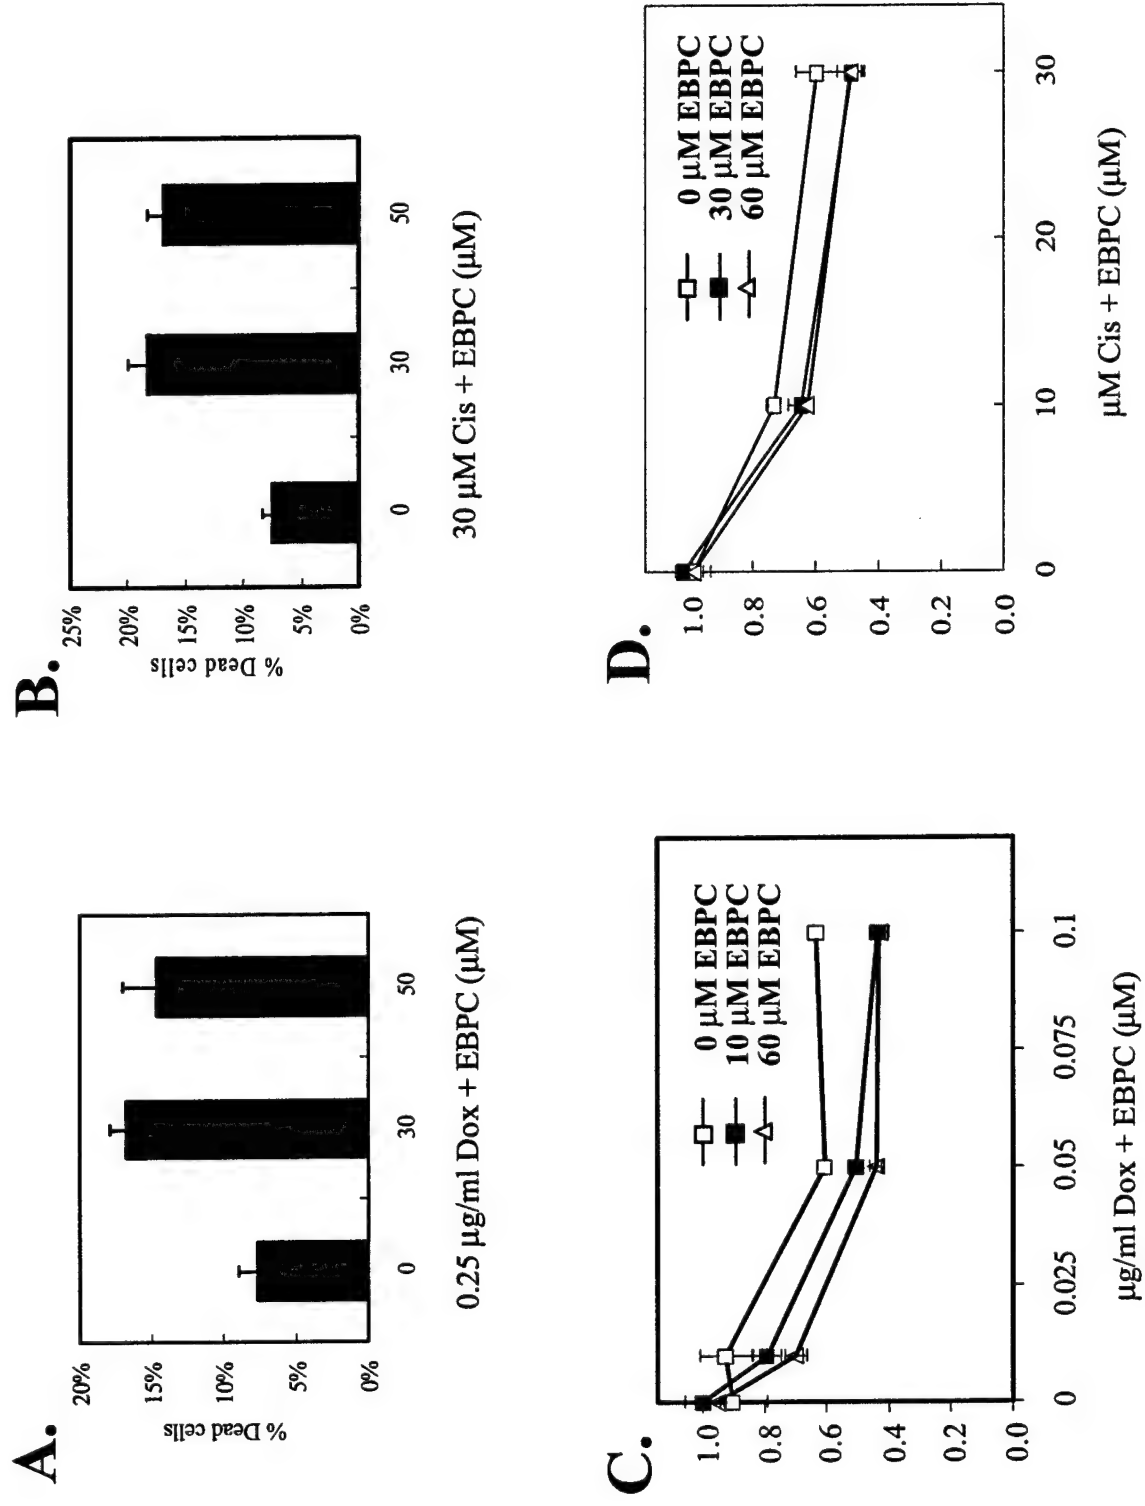 A.
20%
15%
10%
5%
0%
% Dead cells
0
30
50
0.25 µg/ml Dox + EBPC (µM)
B.
25%
20%
15%
10%
5%
0%
% Dead cells
0
30
50
30 µM Cis + EBPC (µM)
C.
1.0
0.8
0.6
0.4
0.2
0.0
0 µM EBPC
10 µM EBPC
60 µM EBPC
0
0.025
0.05
0.075
0.1
µg/ml Dox + EBPC (µM)
D.
1.0
0.8
0.6
0.4
0.2
0.0
0 µM EBPC
30 µM EBPC
60 µM EBPC
0
10
20
30
µM Cis + EBPC (µM)